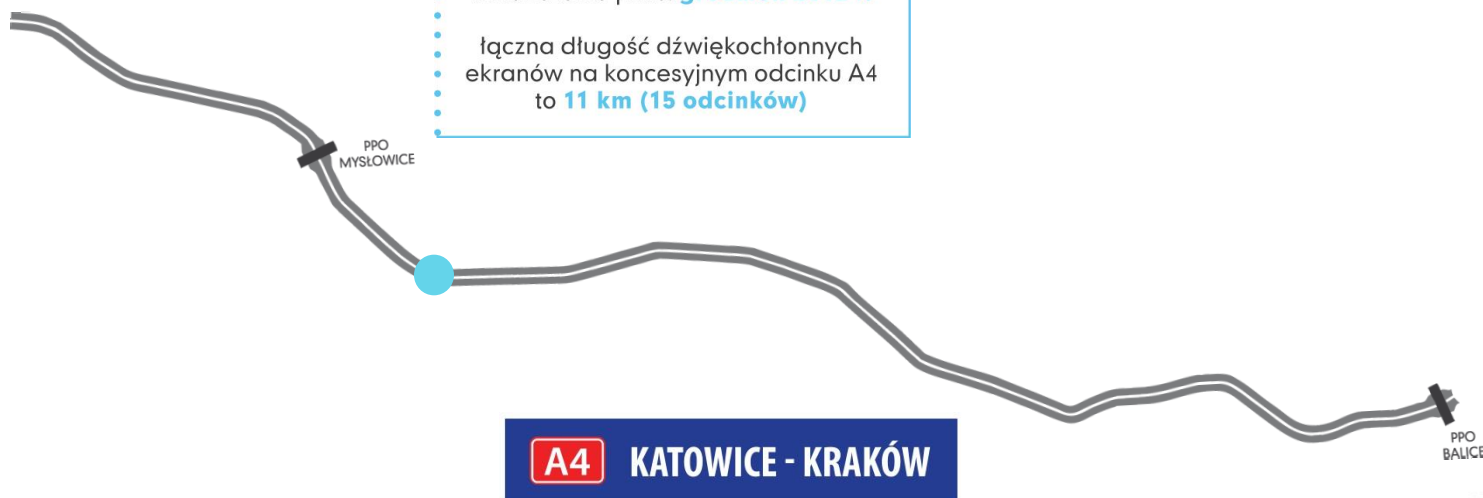 łączna długość dźwiękochłonnych
ekranów na koncesyjnym odcinku A4
to 11 km (15 odcinków)
PPO
MYSŁOWICE
A4 KATOWICE - KRAKÓW
PPO
BALICE